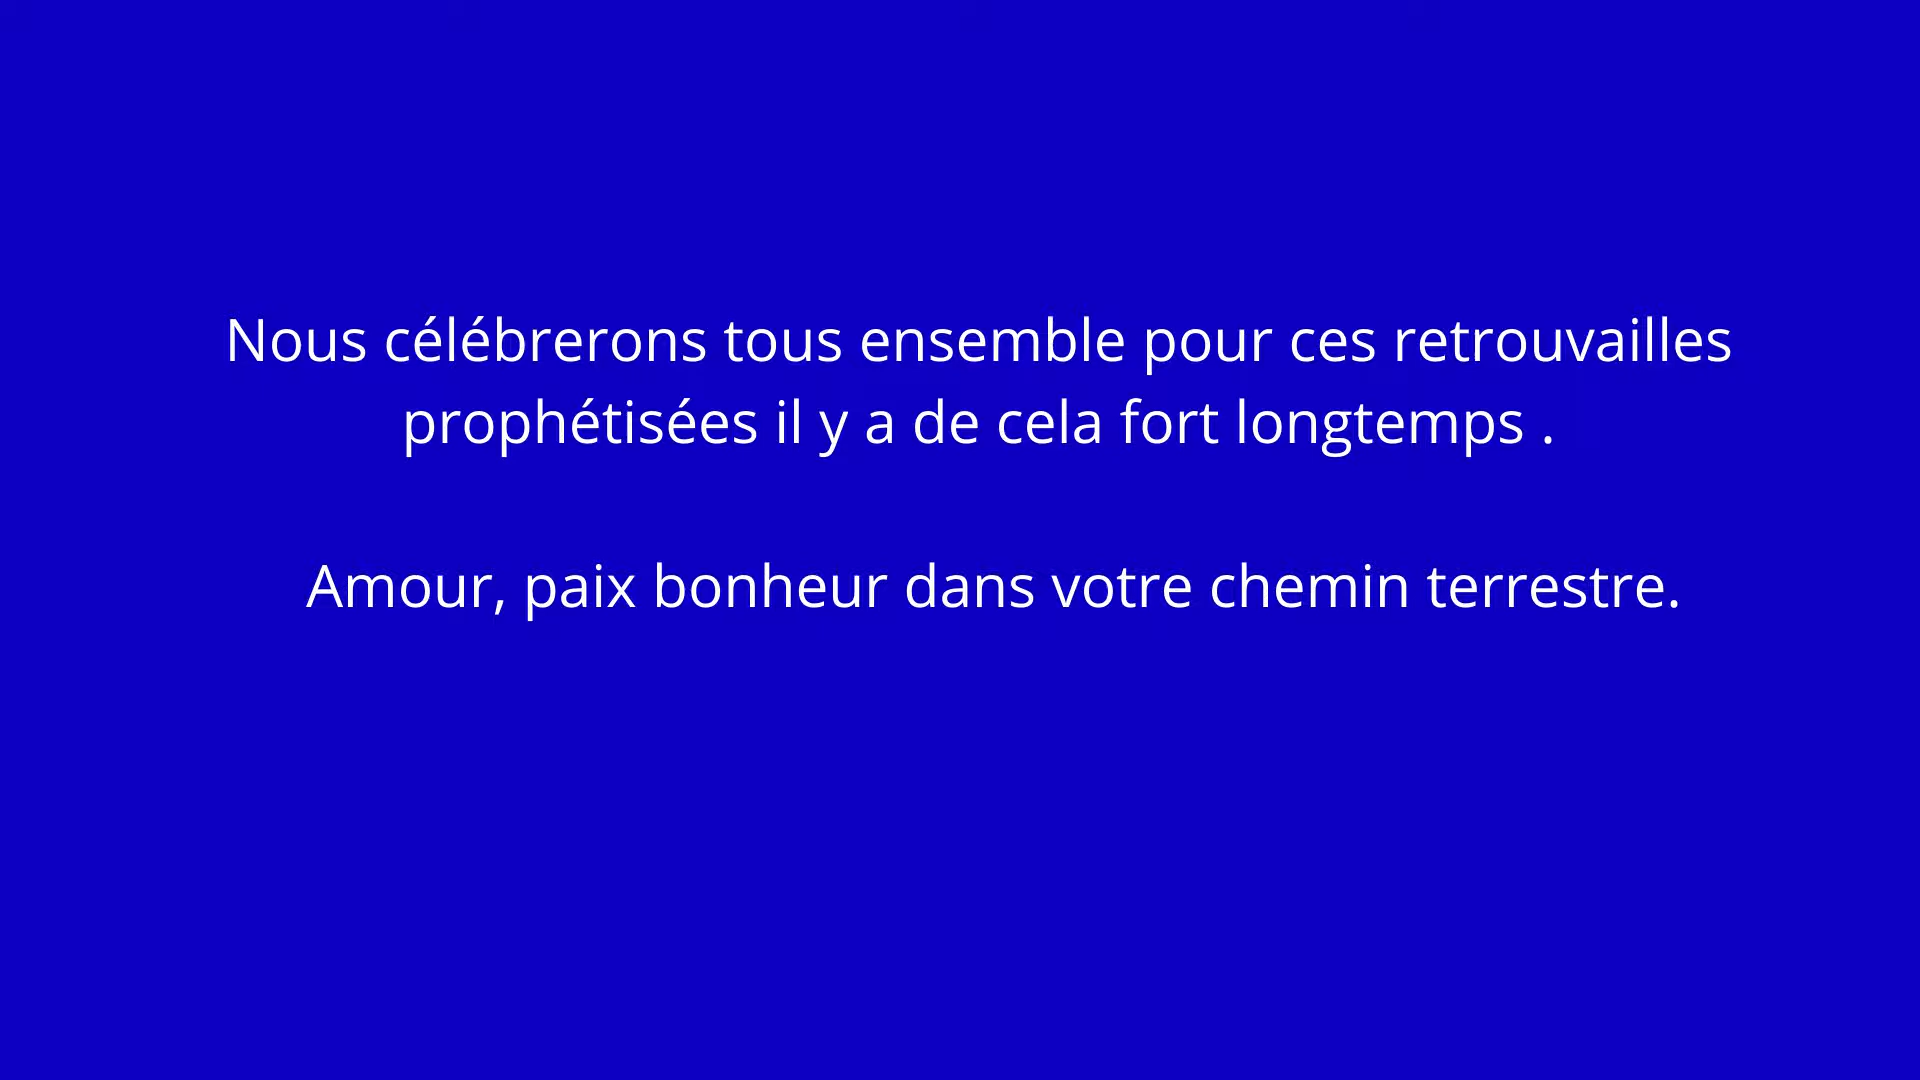 Nous célébrerons tous ensemble pour ces retrouvailles
prophétisées il y a de cela fort longtemps .
Amour, paix bonheur dans votre chemin terrestre.